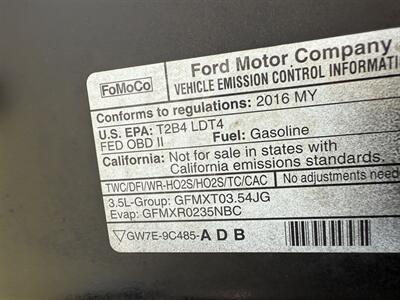 FoMoCo
Ford Motor Company
VEHICLE EMISSION CONTROL INFORMATI
Conforms to regulations: 2016 MY
U.S. EPA: T2B4 LDT4
FED OBD II Fuel: Gasoline
California: Not for sale in states with
California emissions standards.
TWC/DFI/WR-HO2S/HO2S/TC/CAC No adjustments neede
3.5L-Group: GFMXT03.54JG
Evap: GFMXR0235NBC
GW7E-9C485-ADB